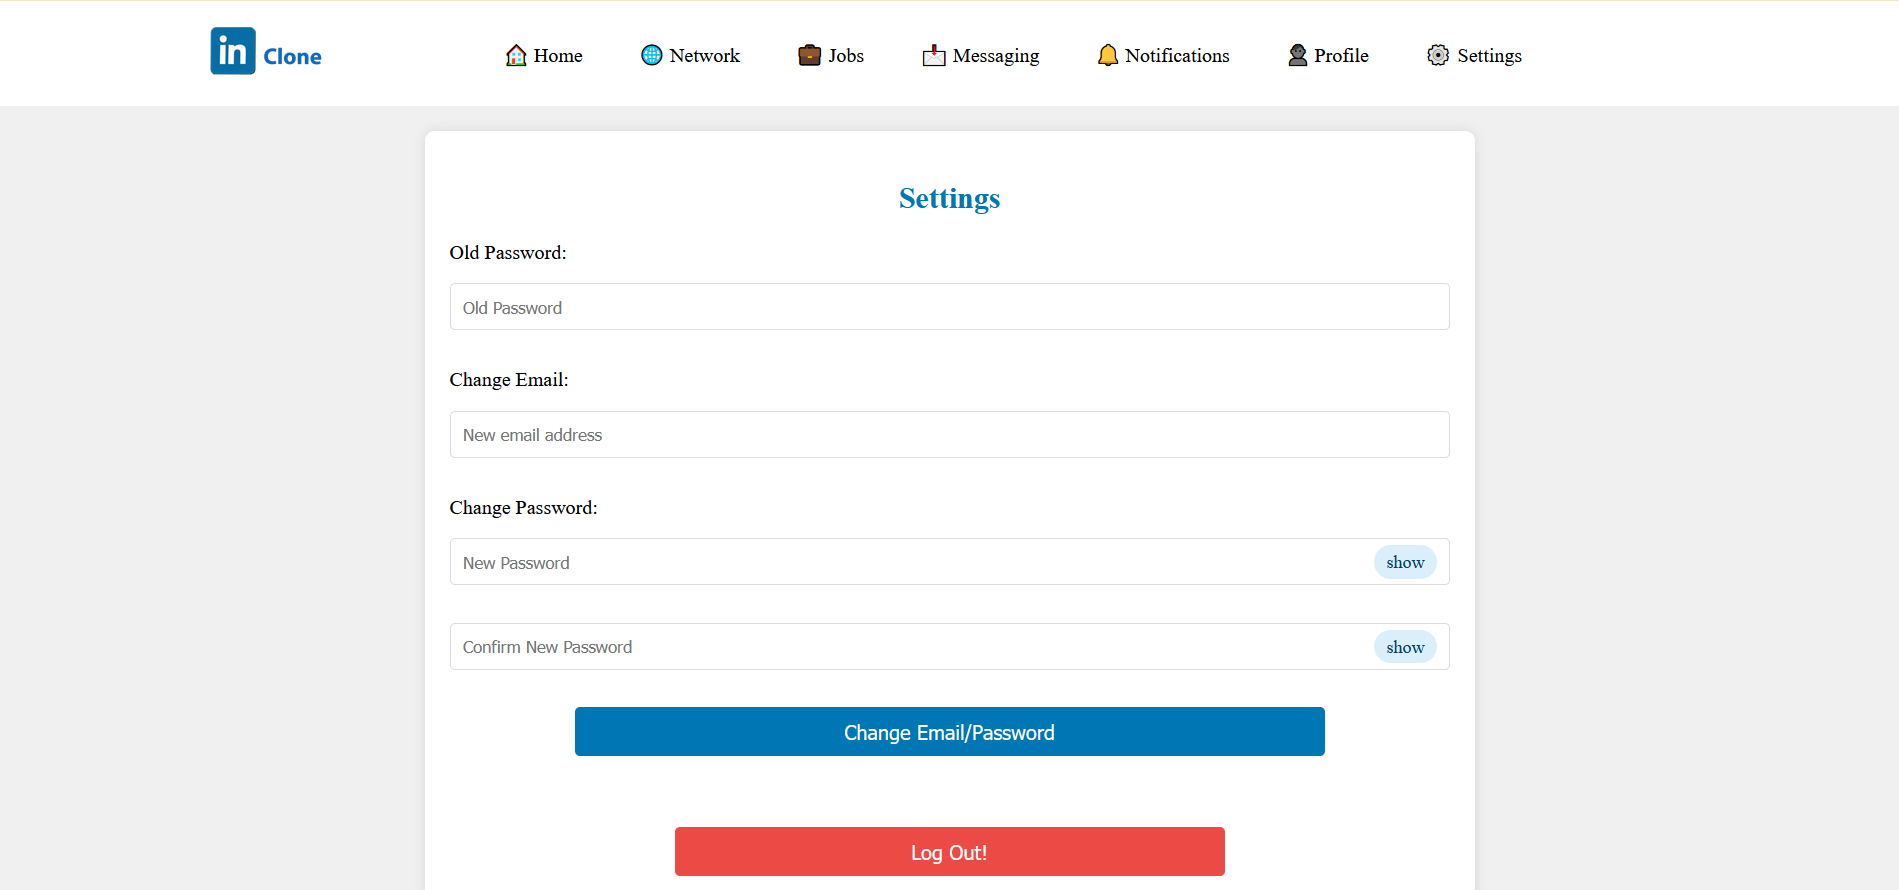 in Clone
Home Network Jobs Messaging Notifications Profile Settings
Settings
Old Password:
Old Password
Change Email:
New email address
Change Password:
New Password show
Confirm New Password show
Change Email/Password
Log Out!